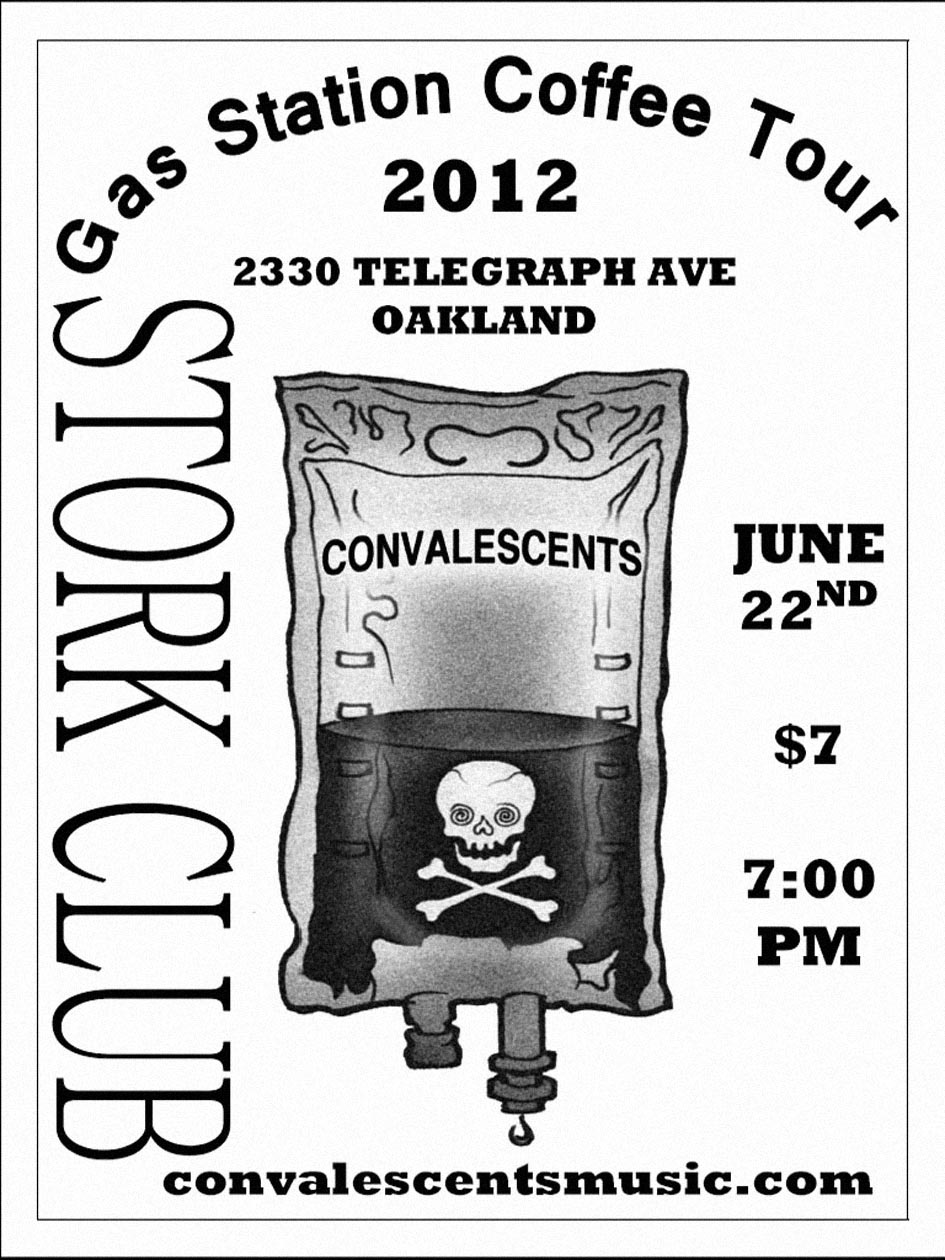 Gas Station Coffee Tour
2012
2330 TELEGRAPH AVE
OAKLAND
STORK CLUB
CONVALESCENTS
JUNE
22ND
$7
7:00
PM
convalescentsmusic.com